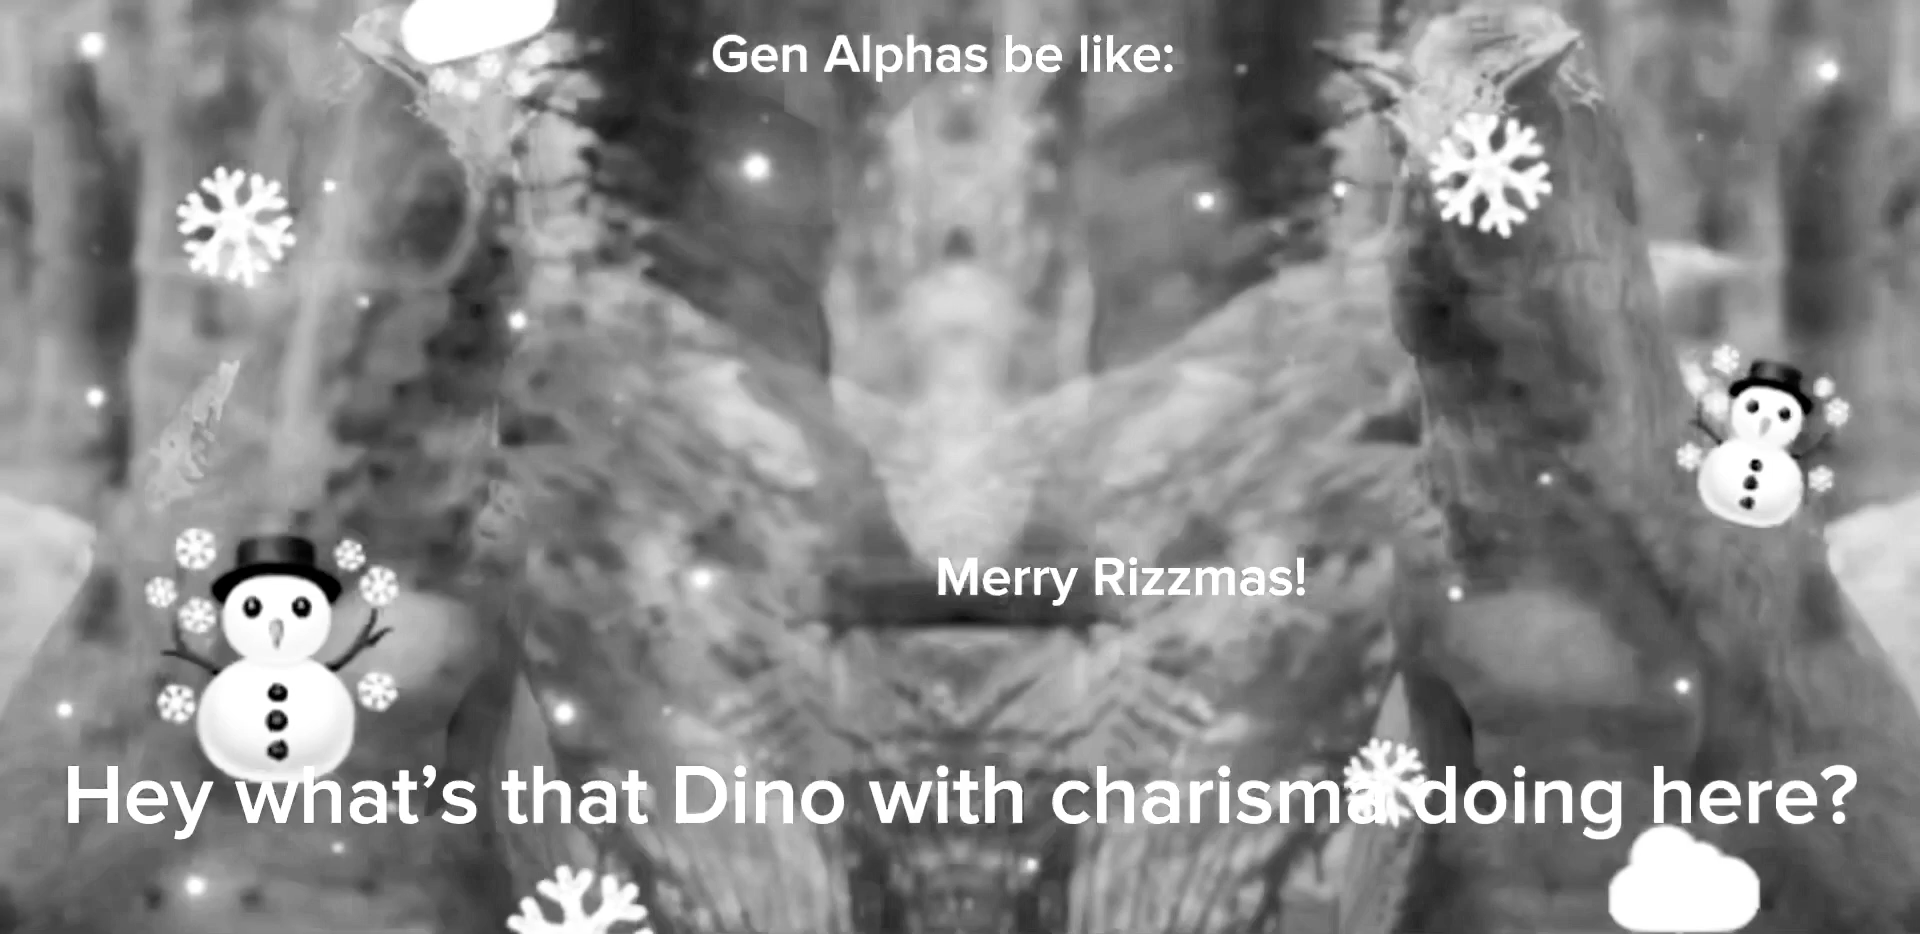 Gen Alphas be like:
Merry Rizzmas!
Hey what’s that Dino with charisma doing here?